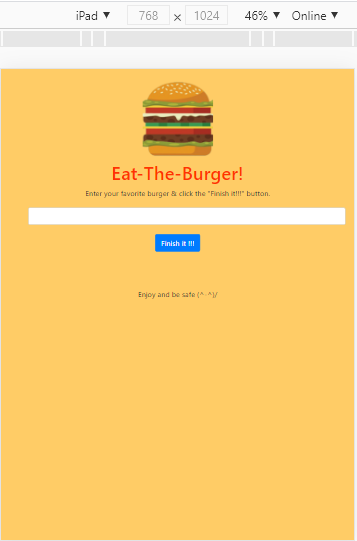 iPad ▼ 768 × 1024 46% ▼ Online ▼
Eat-The-Burger!
Enter your favorite burger & click the "Finish it!!!" button.
Finish it !!!
Enjoy and be safe (^-^)/